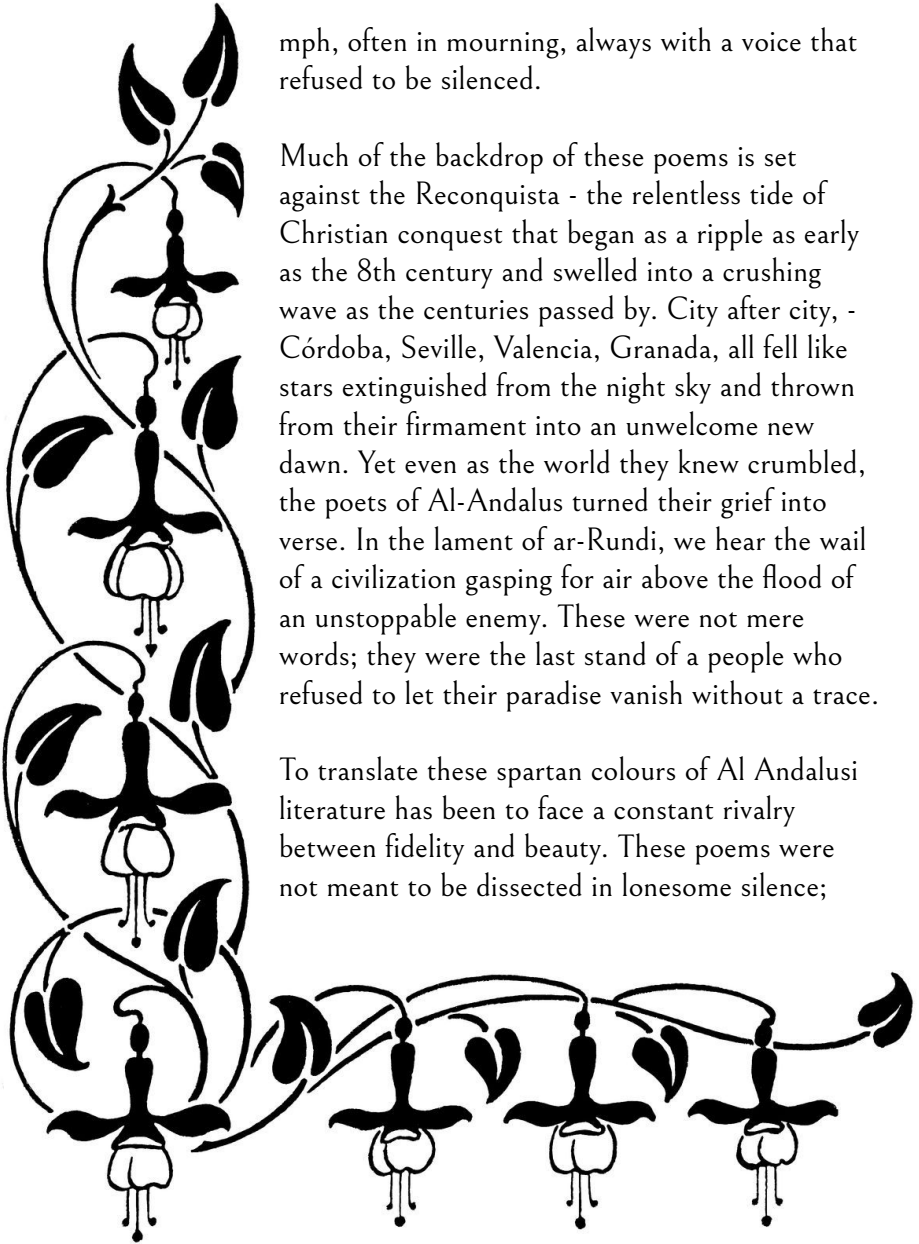 mph, often in mourning, always with a voice that
refused to be silenced.
Much of the backdrop of these poems is set
against the Reconquista - the relentless tide of
Christian conquest that began as a ripple as early
as the 8th century and swelled into a crushing
wave as the centuries passed by. City after city, -
Córdoba, Seville, Valencia, Granada, all fell like
stars extinguished from the night sky and thrown
from their firmament into an unwelcome new
dawn. Yet even as the world they knew crumbled,
the poets of Al-Andalus turned their grief into
verse. In the lament of ar-Rundi, we hear the wail
of a civilization gasping for air above the flood of
an unstoppable enemy. These were not mere
words; they were the last stand of a people who
refused to let their paradise vanish without a trace.
To translate these spartan colours of Al Andalusi
literature has been to face a constant rivalry
between fidelity and beauty. These poems were
not meant to be dissected in lonesome silence;